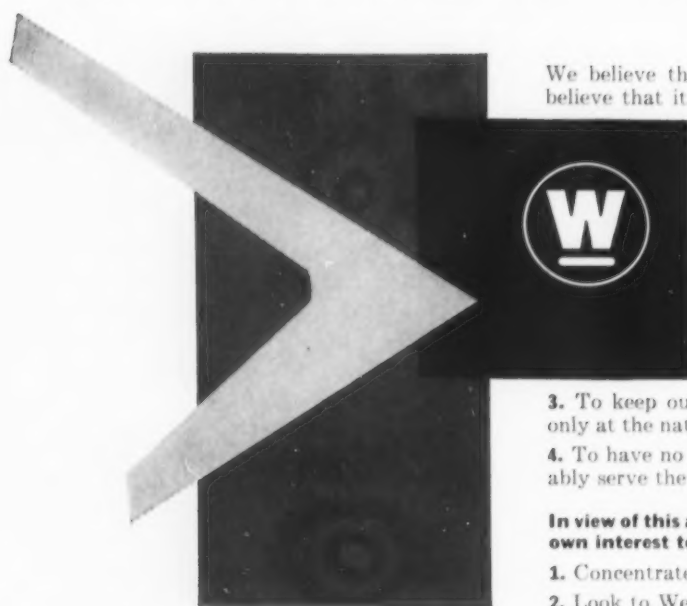 We believe th
believe that it
W
3. To keep ou
only at the nat
4. To have no
ably serve the
In view of this a
own interest to
1. Concentrate
2. Look to We